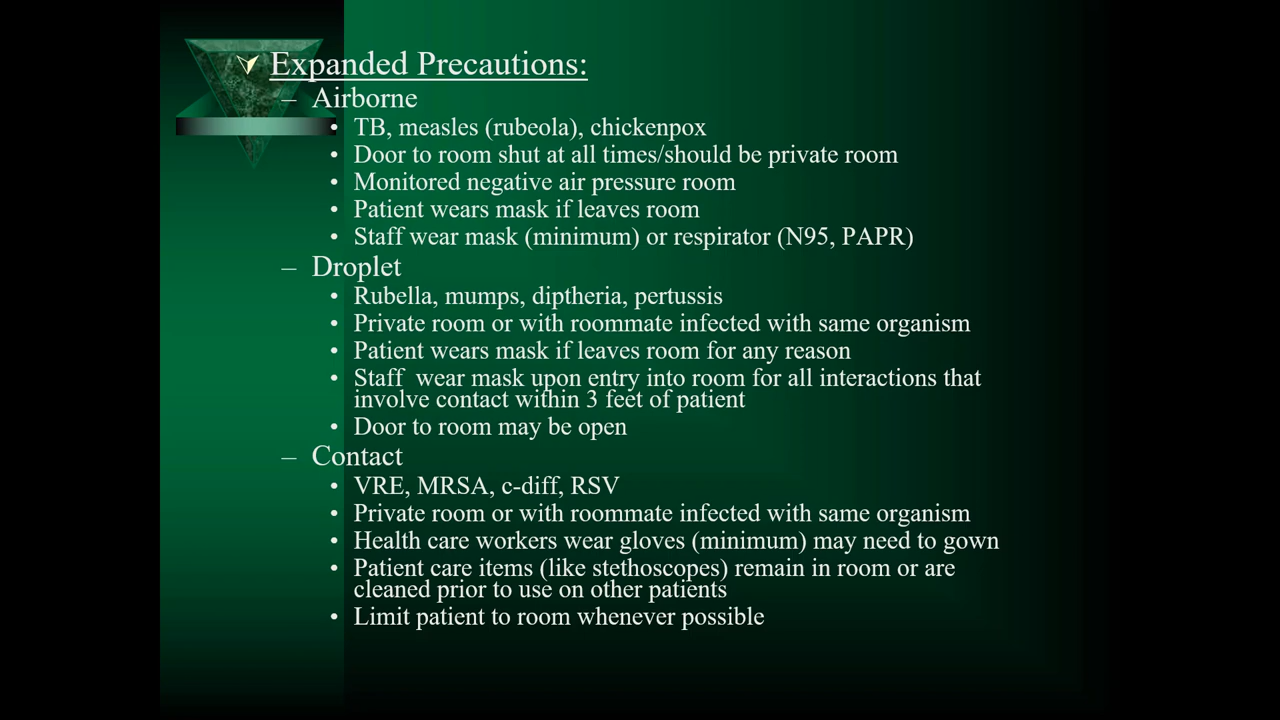 Expanded Precautions:
– Airborne
• TB, measles (rubeola), chickenpox
• Door to room shut at all times/should be private room
• Monitored negative air pressure room
• Patient wears mask if leaves room
• Staff wear mask (minimum) or respirator (N95, PAPR)
– Droplet
• Rubella, mumps, diptheria, pertussis
• Private room or with roommate infected with same organism
• Patient wears mask if leaves room for any reason
• Staff  wear mask upon entry into room for all interactions that
involve contact within 3 feet of patient
• Door to room may be open
– Contact
• VRE, MRSA, c-diff, RSV
• Private room or with roommate infected with same organism
• Health care workers wear gloves (minimum) may need to gown
• Patient care items (like stethoscopes) remain in room or are
cleaned prior to use on other patients
• Limit patient to room whenever possible